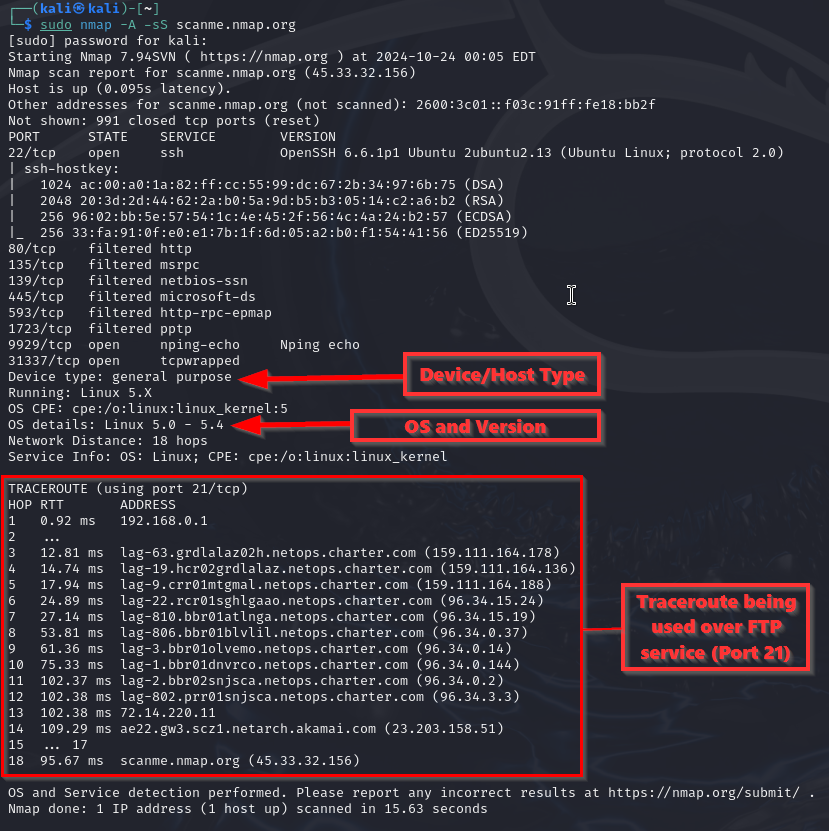 ┌──(kali㉿kali)-[~]
└─$ sudo nmap -A -sS scanme.nmap.org
[sudo] password for kali:
Starting Nmap 7.94SVN ( https://nmap.org ) at 2024-10-24 00:05 EDT
Nmap scan report for scanme.nmap.org (45.33.32.156)
Host is up (0.095s latency).
Other addresses for scanme.nmap.org (not scanned): 2600:3c01::f03c:91ff:fe18:bb2f
Not shown: 991 closed tcp ports (reset)
PORT      STATE    SERVICE        VERSION
22/tcp    open     ssh            OpenSSH 6.6.1p1 Ubuntu 2ubuntu2.13 (Ubuntu Linux; protocol 2.0)
| ssh-hostkey:
|   1024 ac:00:a0:1a:82:ff:cc:55:99:dc:67:2b:34:97:6b:75 (DSA)
|   2048 20:3d:2d:44:62:2a:b0:5a:9d:b5:b3:05:14:c2:a6:b2 (RSA)
|   256 96:02:bb:5e:57:54:1c:4e:45:2f:56:4c:4a:24:b2:57 (ECDSA)
|_  256 33:fa:91:0f:e0:e1:7b:1f:6d:05:a2:b0:f1:54:41:56 (ED25519)
80/tcp    filtered http
135/tcp   filtered msrpc
139/tcp   filtered netbios-ssn
445/tcp   filtered microsoft-ds
593/tcp   filtered http-rpc-epmap
1723/tcp  filtered pptp
9929/tcp  open     nping-echo     Nping echo
31337/tcp open     tcpwrapped
Device type: general purpose
Device/Host Type
Running: Linux 5.X
OS CPE: cpe:/o:linux:linux_kernel:5
OS details: Linux 5.0 - 5.4
OS and Version
Network Distance: 18 hops
Service Info: OS: Linux; CPE: cpe:/o:linux:linux_kernel
TRACEROUTE (using port 21/tcp)
HOP RTT       ADDRESS
1   0.92 ms   192.168.0.1
2   ...
3   12.81 ms  lag-63.grdlalaz02h.netops.charter.com (159.111.164.178)
4   14.74 ms  lag-19.hcr02grdlalaz.netops.charter.com (159.111.164.136)
5   17.94 ms  lag-9.crr01mtgmal.netops.charter.com (159.111.164.188)
6   24.89 ms  lag-22.rcr01sghlgaao.netops.charter.com (96.34.15.24)
7   27.14 ms  lag-810.bbr01atlnga.netops.charter.com (96.34.15.19)
8   53.81 ms  lag-806.bbr01blvlil.netops.charter.com (96.34.0.37)
9   61.36 ms  lag-3.bbr01olvemo.netops.charter.com (96.34.0.14)
10  75.33 ms  lag-1.bbr01dnvrco.netops.charter.com (96.34.0.144)
11  102.37 ms lag-2.bbr02snjsca.netops.charter.com (96.34.0.2)
12  102.38 ms lag-802.prr01snjsca.netops.charter.com (96.34.3.3)
13  102.38 ms 72.14.220.11
14  109.29 ms ae22.gw3.scz1.netarch.akamai.com (23.203.158.51)
15  ... 17
18  95.67 ms  scanme.nmap.org (45.33.32.156)
Traceroute being
used over FTP
service (Port 21)
OS and Service detection performed. Please report any incorrect results at https://nmap.org/submit/ .
Nmap done: 1 IP address (1 host up) scanned in 15.63 seconds